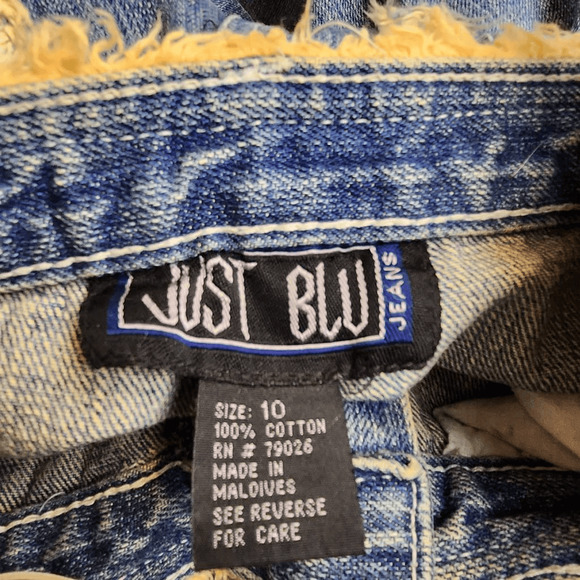 JUST BLU JEANS
SIZE: 10
100% COTTON
RN # 79026
MADE IN
MALDIVES
SEE REVERSE
FOR CARE